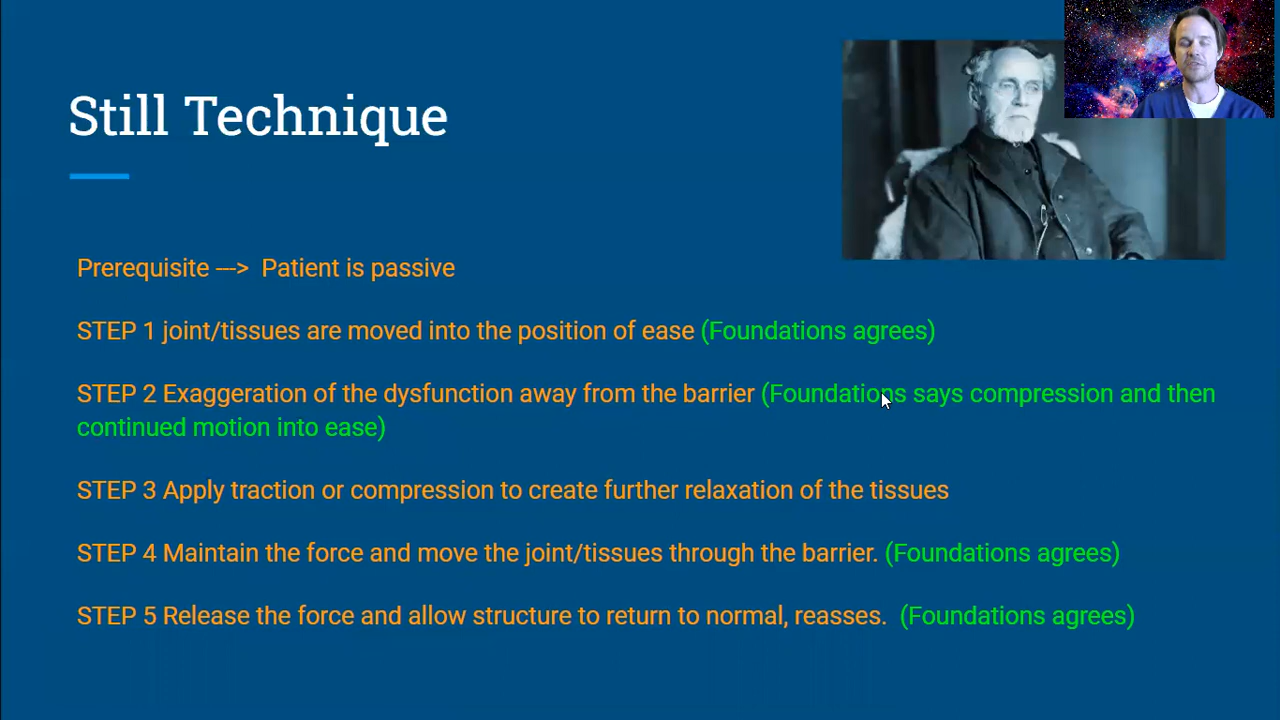 Still Technique
Prerequisite —-> Patient is passive
STEP 1 joint/tissues are moved into the position of ease (Foundations agrees)
STEP 2 Exaggeration of the dysfunction away from the barrier (Foundations says compression and then
continued motion into ease)
STEP 3 Apply traction or compression to create further relaxation of the tissues
STEP 4 Maintain the force and move the joint/tissues through the barrier. (Foundations agrees)
STEP 5 Release the force and allow structure to return to normal, reasses. (Foundations agrees)